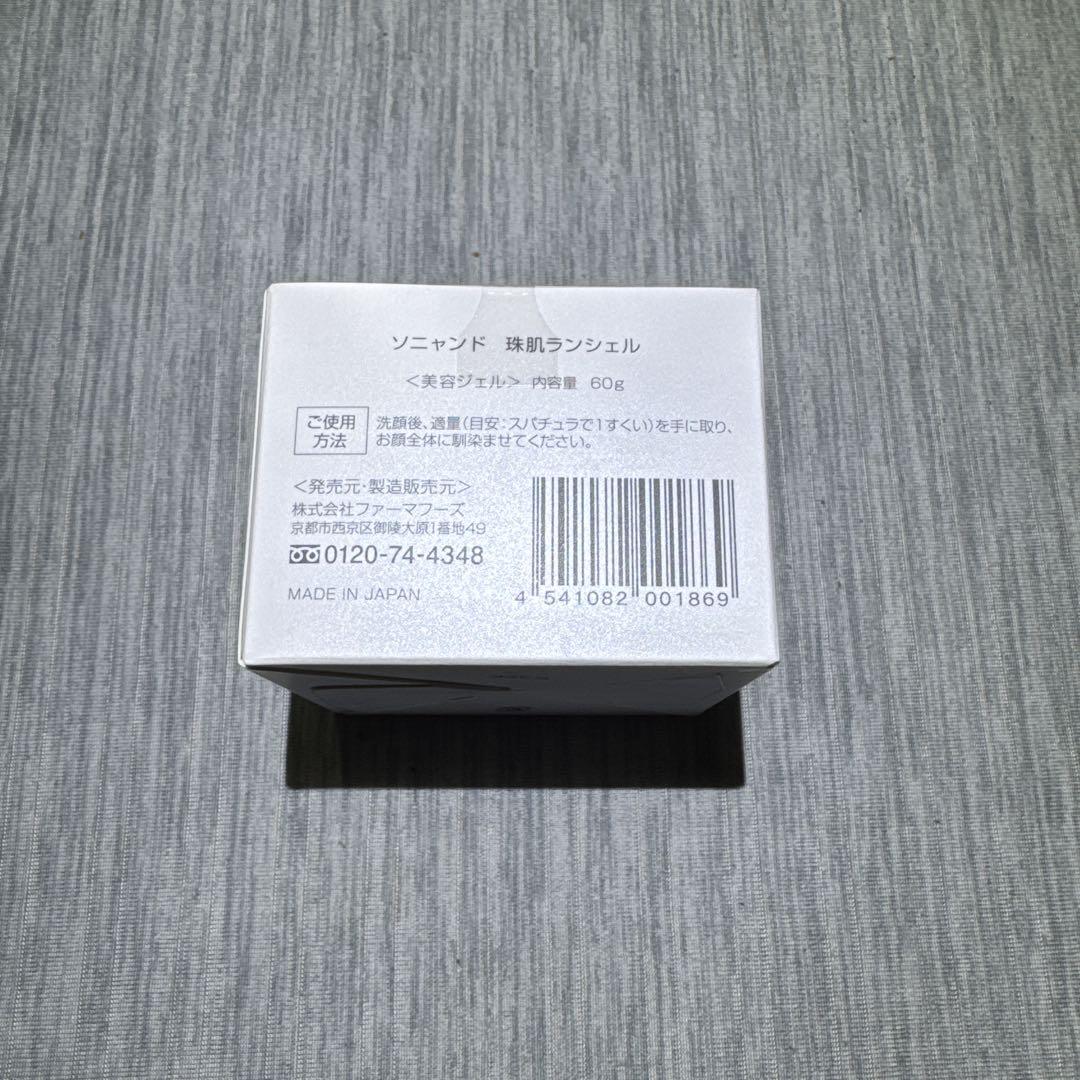 ソニャンド 珠肌ランシェル
＜美容ジェル＞ 内容量 60g
ご使用方法
洗顔後、適量(目安：スパチュラで1すくい)を手に取り、
お顔全体に馴染ませてください。
＜発売元・製造販売元＞
株式会社ファーマフーズ
京都市西京区御陵大原1番地49
0120-74-4348
MADE IN JAPAN
4 541082 001869